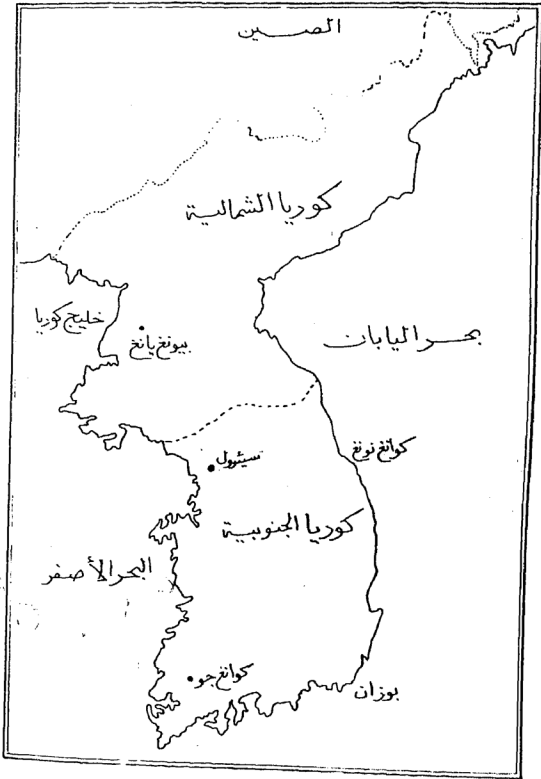 الصين
كوريا الشمالية
خليج كوريا
بيونغ يانغ
بحر اليابان
سيئول
كوانغ نونغ
كوريا الجنوبية
البحر الأصفر
كوانغ جو
بوزان